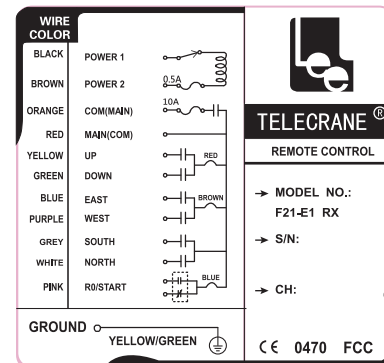 WIRE
COLOR
BLACK POWER 1
BROWN POWER 2 0.5A
ORANGE COM(MAIN) 10A
RED MAIN(COM)
YELLOW UP RED
GREEN DOWN
BLUE EAST BROWN
PURPLE WEST
GREY SOUTH
WHITE NORTH
PINK R0/START BLUE
GROUND
YELLOW/GREEN
Lee
TELECRANE ®
REMOTE CONTROL
→ MODEL NO.:
F21-E1 RX
→ S/N:
→ CH:
CE 0470 FCC